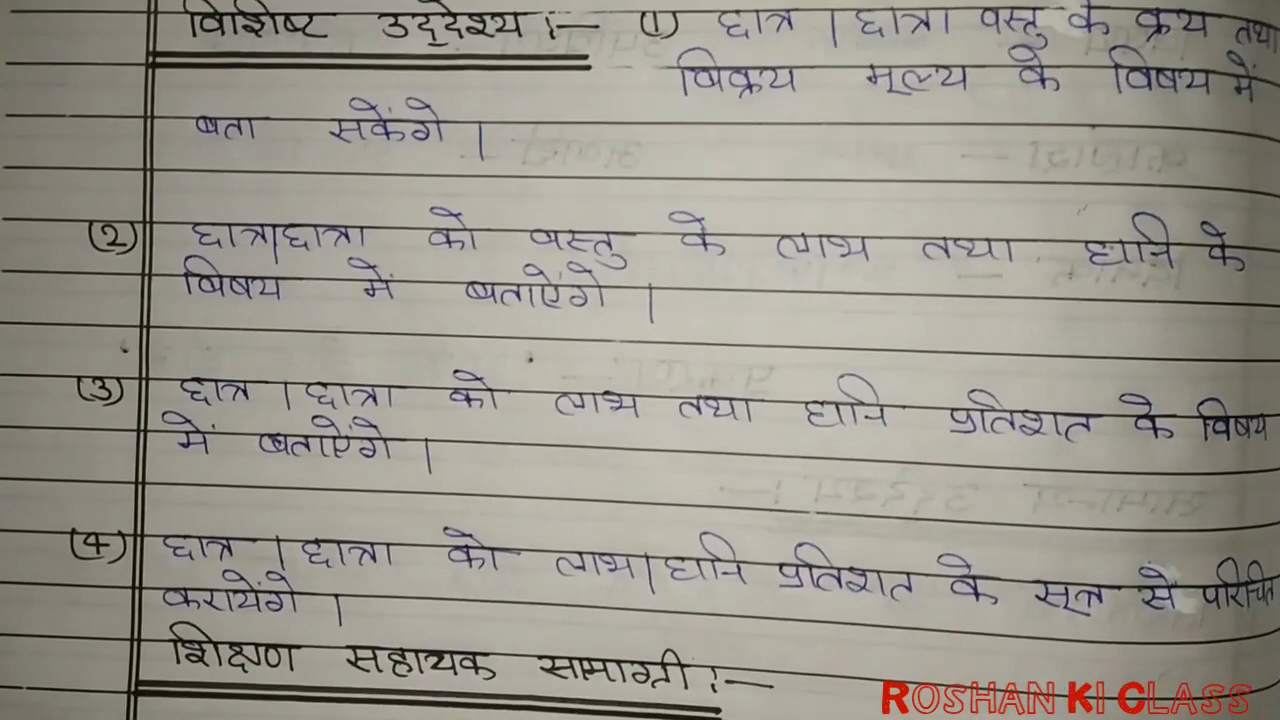 विशिष्ट उद्देश्य :— (1) छात्र / छात्रा वस्तु के क्रय तथा
विक्रय मूल्य के विषय में
बता सकेंगे ।
(2) छात्र/छात्रा को वस्तु के लाभ तथा हानि के
विषय में बताऐंगे ।
(3) छात्र / छात्रा को लाभ तथा हानि प्रतिशत के विषय
में बताऐंगे ।
(4) छात्र / छात्रा को लाभ/हानि प्रतिशत के सूत्र से परिचित
करायेंगे ।
शिक्षण सहायक सामाग्री :—
ROSHAN KI CLASS